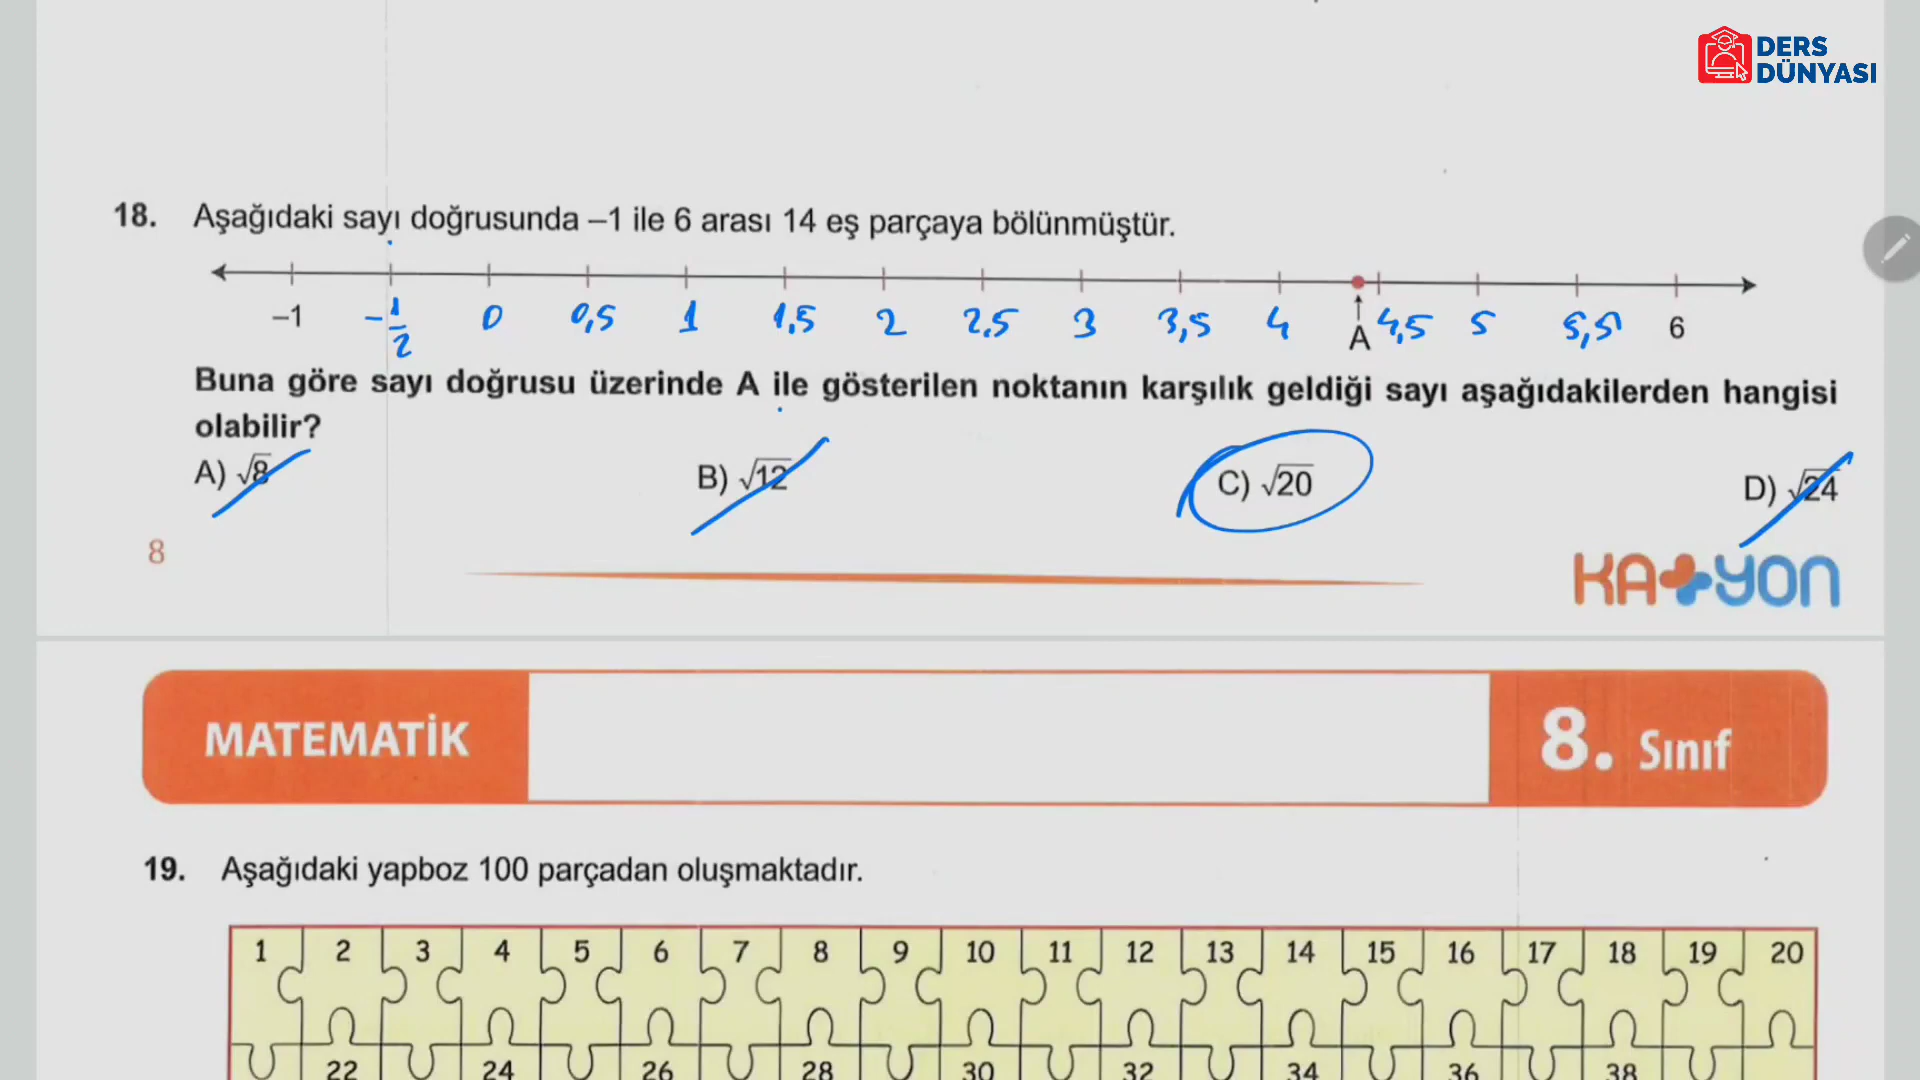 DERS
DÜNYASI
18. Aşağıdaki sayı doğrusunda –1 ile 6 arası 14 eş parçaya bölünmüştür.
–1 -1/2 0 0,5 1 1,5 2 2,5 3 3,5 4 A 4,5 5 5,5 6
Buna göre sayı doğrusu üzerinde A ile gösterilen noktanın karşılık geldiği sayı aşağıdakilerden hangisi
olabilir?
A) √8 B) √12 C) √20 D) √24
8
KATYON
MATEMATİK
8. Sınıf
19. Aşağıdaki yapboz 100 parçadan oluşmaktadır.
1 2 3 4 5 6 7 8 9 10 11 12 13 14 15 16 17 18 19 20
22 24 26 28 30 32 34 36 38